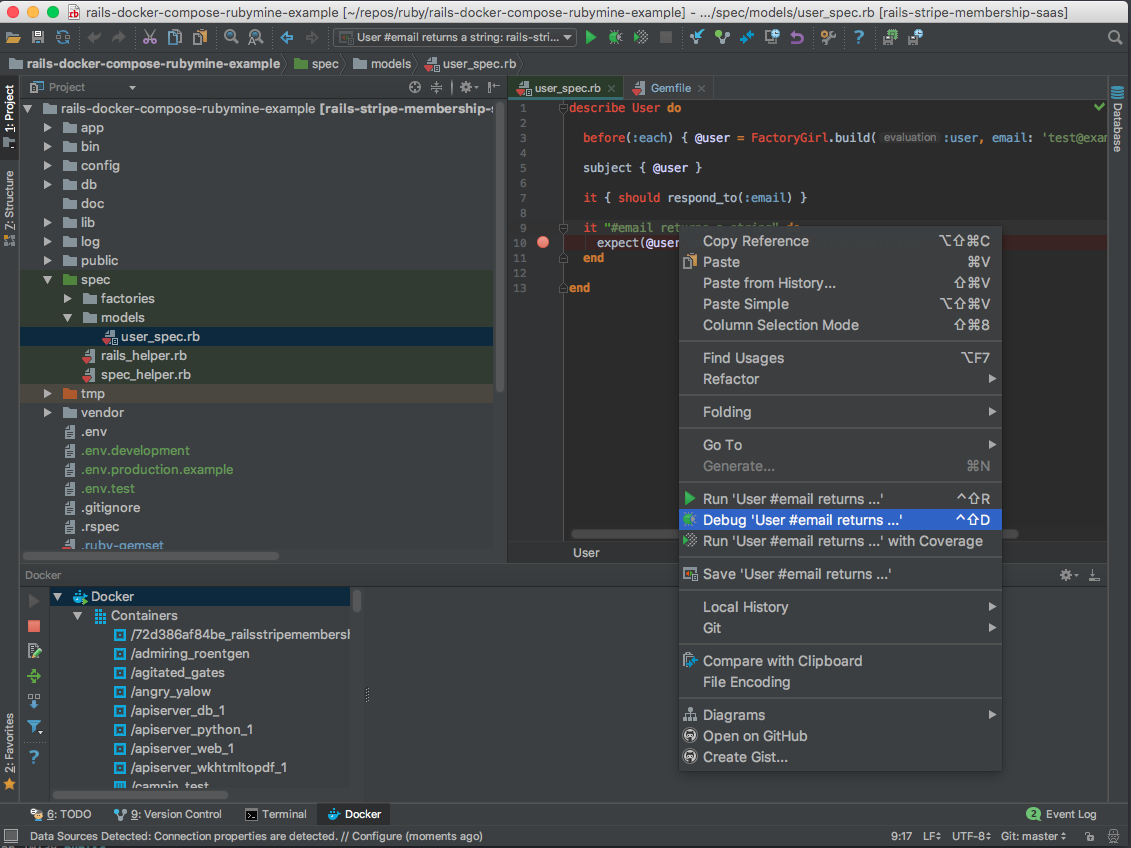 rails-docker-compose-rubymine-example [~/repos/ruby/rails-docker-compose-rubymine-example] - .../spec/models/user_spec.rb [rails-stripe-membership-saas]
User #email returns a string: rails-stri...
rails-docker-compose-rubymine-example
spec
models
user_spec.rb
1: Project
Z: Structure
2: Favorites
Project
rails-docker-compose-rubymine-example [rails-stripe-membership-s
app
bin
config
db
doc
lib
log
public
spec
factories
models
user_spec.rb
rails_helper.rb
spec_helper.rb
tmp
vendor
.env
.env.development
.env.production.example
.env.test
.gitignore
.rspec
.ruby-gemset
user_spec.rb
Gemfile
1 describe User do
2
3 before(:each) { @user = FactoryGirl.build( evaluation :user, email: 'test@exam
4
5 subject { @user }
6
7 it { should respond_to(:email) }
8
9 it "#email returns a string" do
10 expect(@user
11 end
12
13 end
User
Database
Copy Reference ⌥⇧⌘C
Paste ⌘V
Paste from History... ⇧⌘V
Paste Simple ⌥⇧⌘V
Column Selection Mode ⇧⌘8
Find Usages ⌥F7
Refactor
Folding
Go To
Generate... ⌘N
Run 'User #email returns ...' ^⇧R
Debug 'User #email returns ...' ^⇧D
Run 'User #email returns ...' with Coverage
Save 'User #email returns ...'
Local History
Git
Compare with Clipboard
File Encoding
Diagrams
Open on GitHub
Create Gist...
Docker
Docker
Containers
/72d386af84be_railsstripemembersh
/admiring_roentgen
/agitated_gates
/angry_yalow
/apiserver_db_1
/apiserver_python_1
/apiserver_web_1
/apiserver_wkhtmltopdf_1
/campin_test
6: TODO
9: Version Control
Terminal
Docker
2 Event Log
Data Sources Detected: Connection properties are detected. // Configure (moments ago)
9:17 LF UTF-8 Git: master